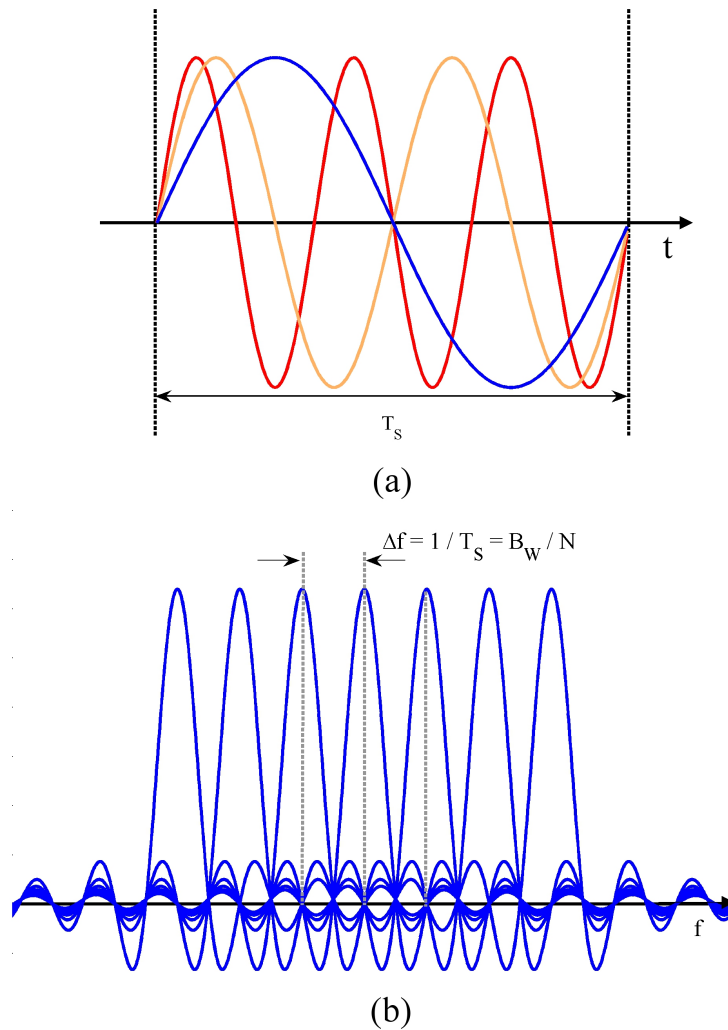 t
T_S
(a)
Δf = 1 / T_S = B_W / N
f
(b)